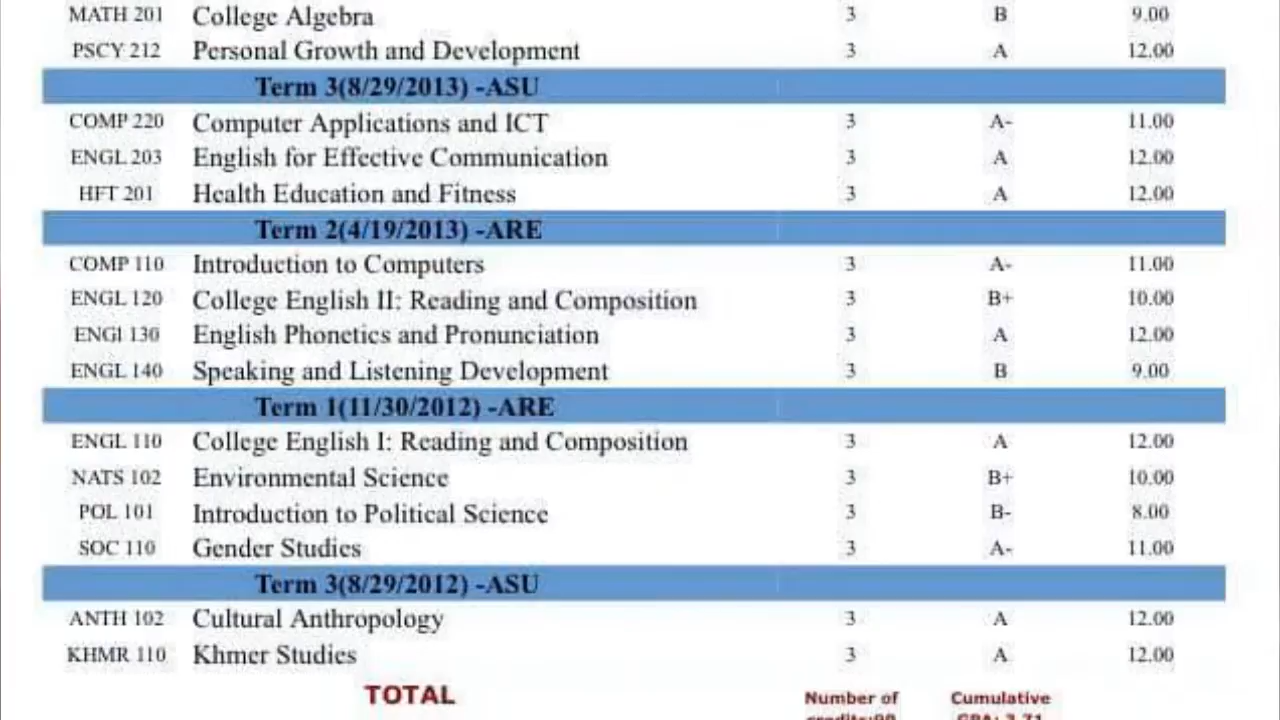 MATH 201 College Algebra 3 B 9.00
PSCY 212 Personal Growth and Development 3 A 12.00
Term 3(8/29/2013) -ASU
COMP 220 Computer Applications and ICT 3 A- 11.00
ENGL 203 English for Effective Communication 3 A 12.00
HFT 201 Health Education and Fitness 3 A 12.00
Term 2(4/19/2013) -ARE
COMP 110 Introduction to Computers 3 A- 11.00
ENGL 120 College English II: Reading and Composition 3 B+ 10.00
ENGl 130 English Phonetics and Pronunciation 3 A 12.00
ENGL 140 Speaking and Listening Development 3 B 9.00
Term 1(11/30/2012) -ARE
ENGL 110 College English I: Reading and Composition 3 A 12.00
NATS 102 Environmental Science 3 B+ 10.00
POL 101 Introduction to Political Science 3 B- 8.00
SOC 110 Gender Studies 3 A- 11.00
Term 3(8/29/2012) -ASU
ANTH 102 Cultural Anthropology 3 A 12.00
KHMR 110 Khmer Studies 3 A 12.00
TOTAL Number of Cumulative
GPA: 3.71